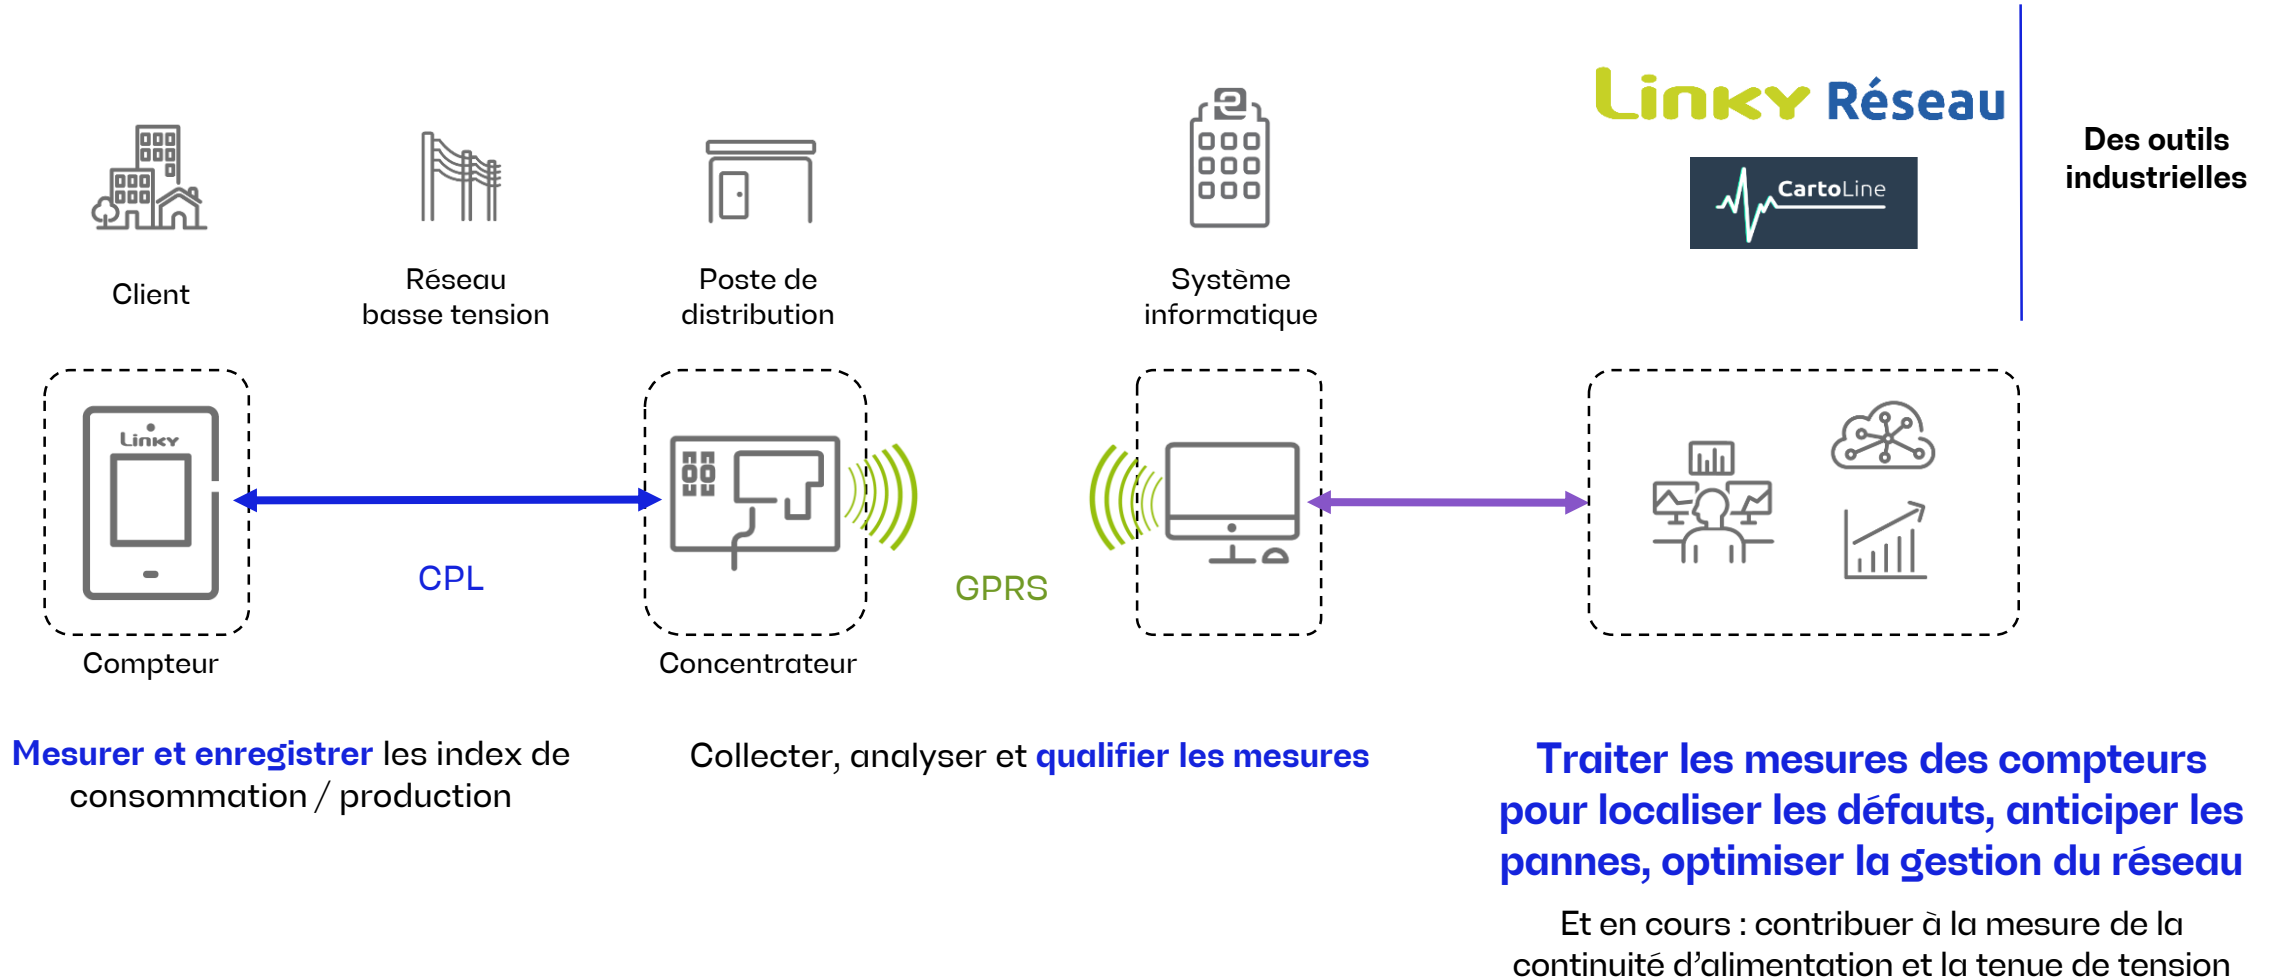 Linky Réseau
CartoLine
Des outils
industrielles
Client
Réseau
basse tension
Poste de
distribution
Système
informatique
Linky
CPL
GPRS
Compteur
Concentrateur
Mesurer et enregistrer les index de
consommation / production
Collecter, analyser et qualifier les mesures
Traiter les mesures des compteurs
pour localiser les défauts, anticiper les
pannes, optimiser la gestion du réseau
Et en cours : contribuer à la mesure de la
continuité d'alimentation et la tenue de tension